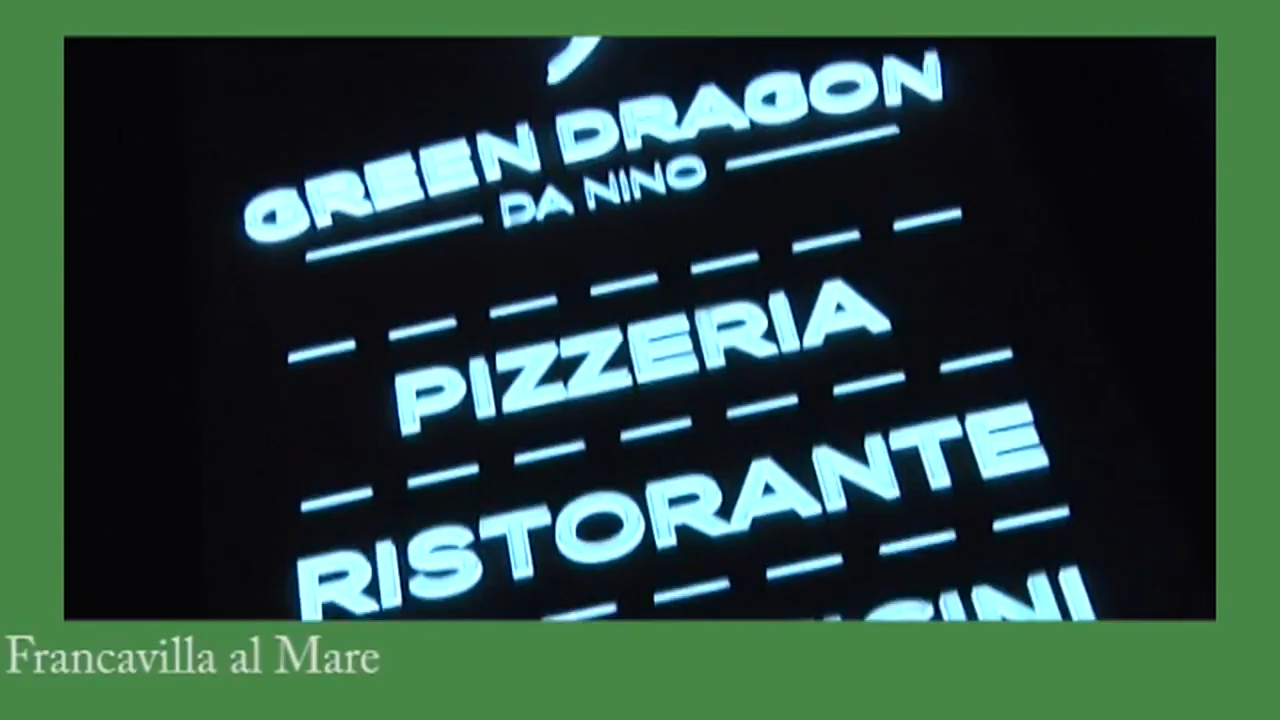 GREEN DRAGON
DA NINO
PIZZERIA
RISTORANTE
Francavilla al Mare